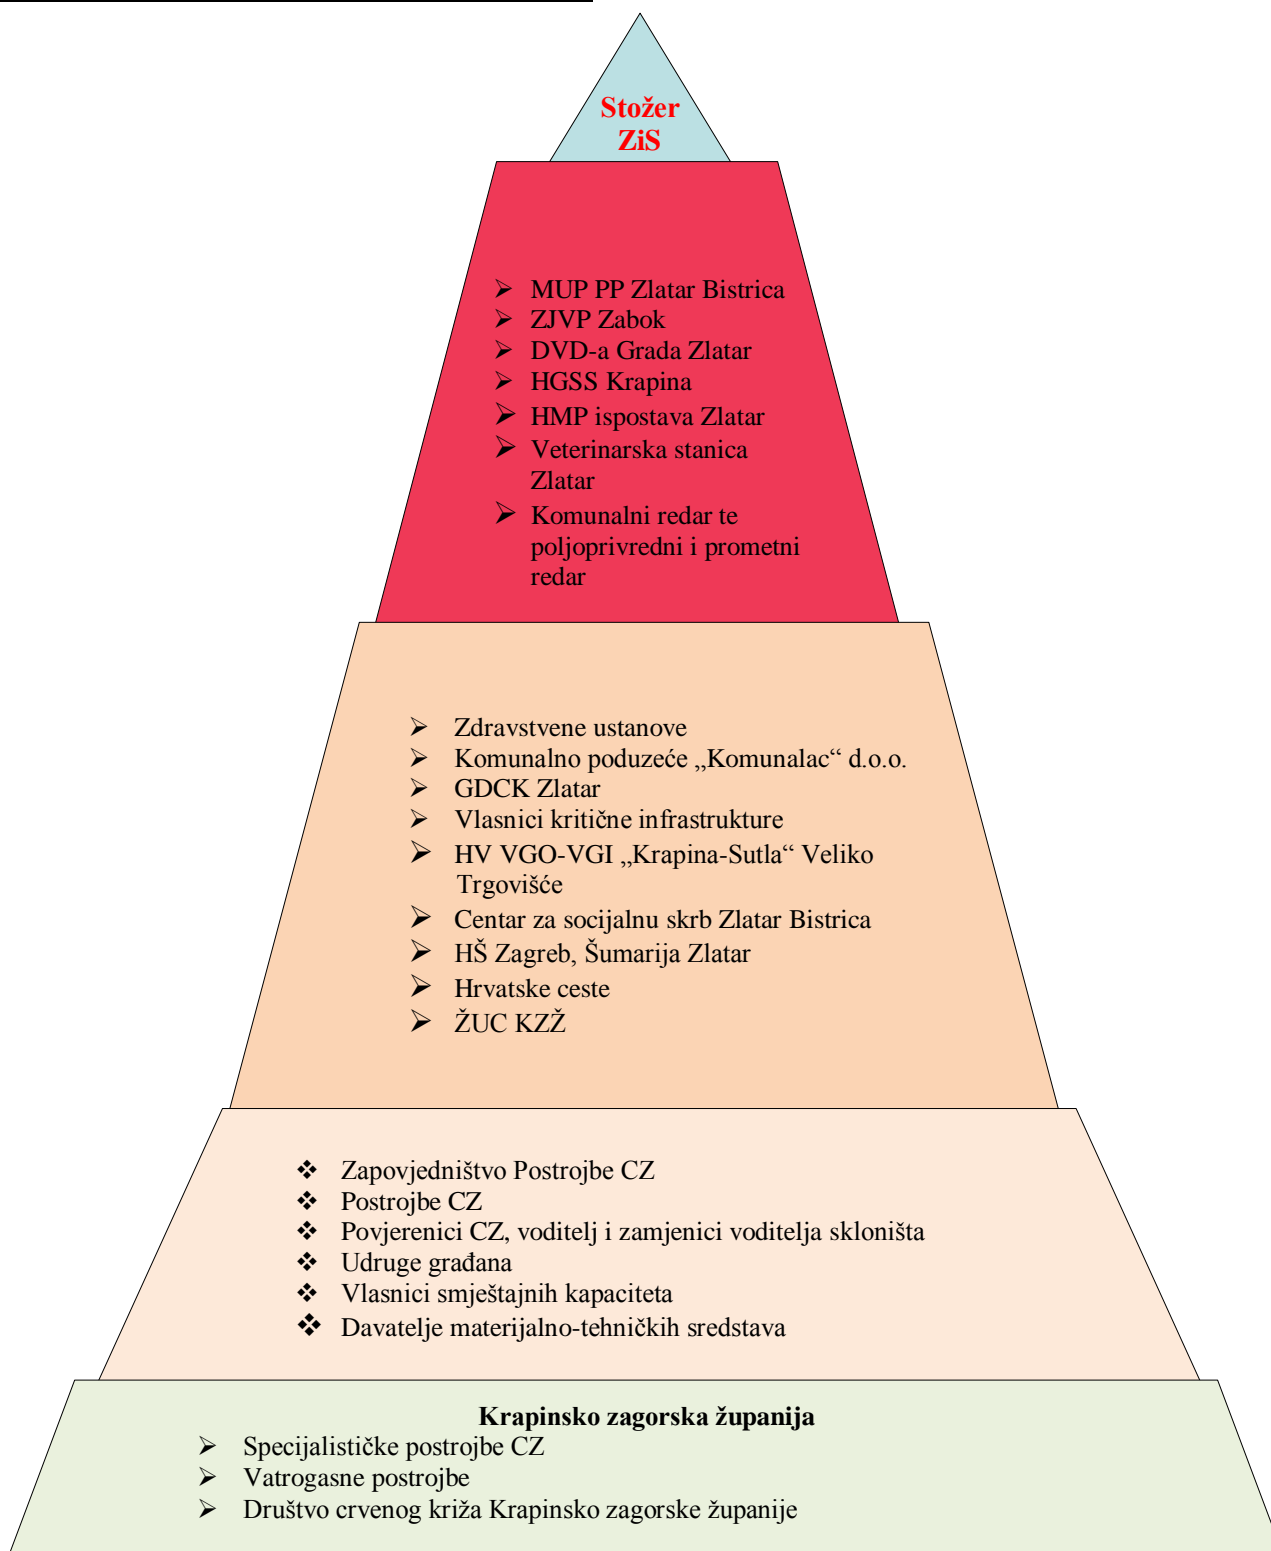 Stožer
ZiS
➢ MUP PP Zlatar Bistrica
➢ ZJVP Zabok
➢ DVD-a Grada Zlatar
➢ HGSS Krapina
➢ HMP ispostava Zlatar
➢ Veterinarska stanica
Zlatar
➢ Komunalni redar te
poljoprivredni i prometni
redar
➢ Zdravstvene ustanove
➢ Komunalno poduzeće „Komunalac“ d.o.o.
➢ GDCK Zlatar
➢ Vlasnici kritične infrastrukture
➢ HV VGO-VGI „Krapina-Sutla“ Veliko
Trgovišće
➢ Centar za socijalnu skrb Zlatar Bistrica
➢ HŠ Zagreb, Šumarija Zlatar
➢ Hrvatske ceste
➢ ŽUC KZŽ
❖ Zapovjedništvo Postrojbe CZ
❖ Postrojbe CZ
❖ Povjerenici CZ, voditelj i zamjenici voditelja skloništa
❖ Udruge građana
❖ Vlasnici smještajnih kapaciteta
❖ Davatelje materijalno-tehničkih sredstava
Krapinsko zagorska županija
➢ Specijalističke postrojbe CZ
➢ Vatrogasne postrojbe
➢ Društvo crvenog križa Krapinsko zagorske županije